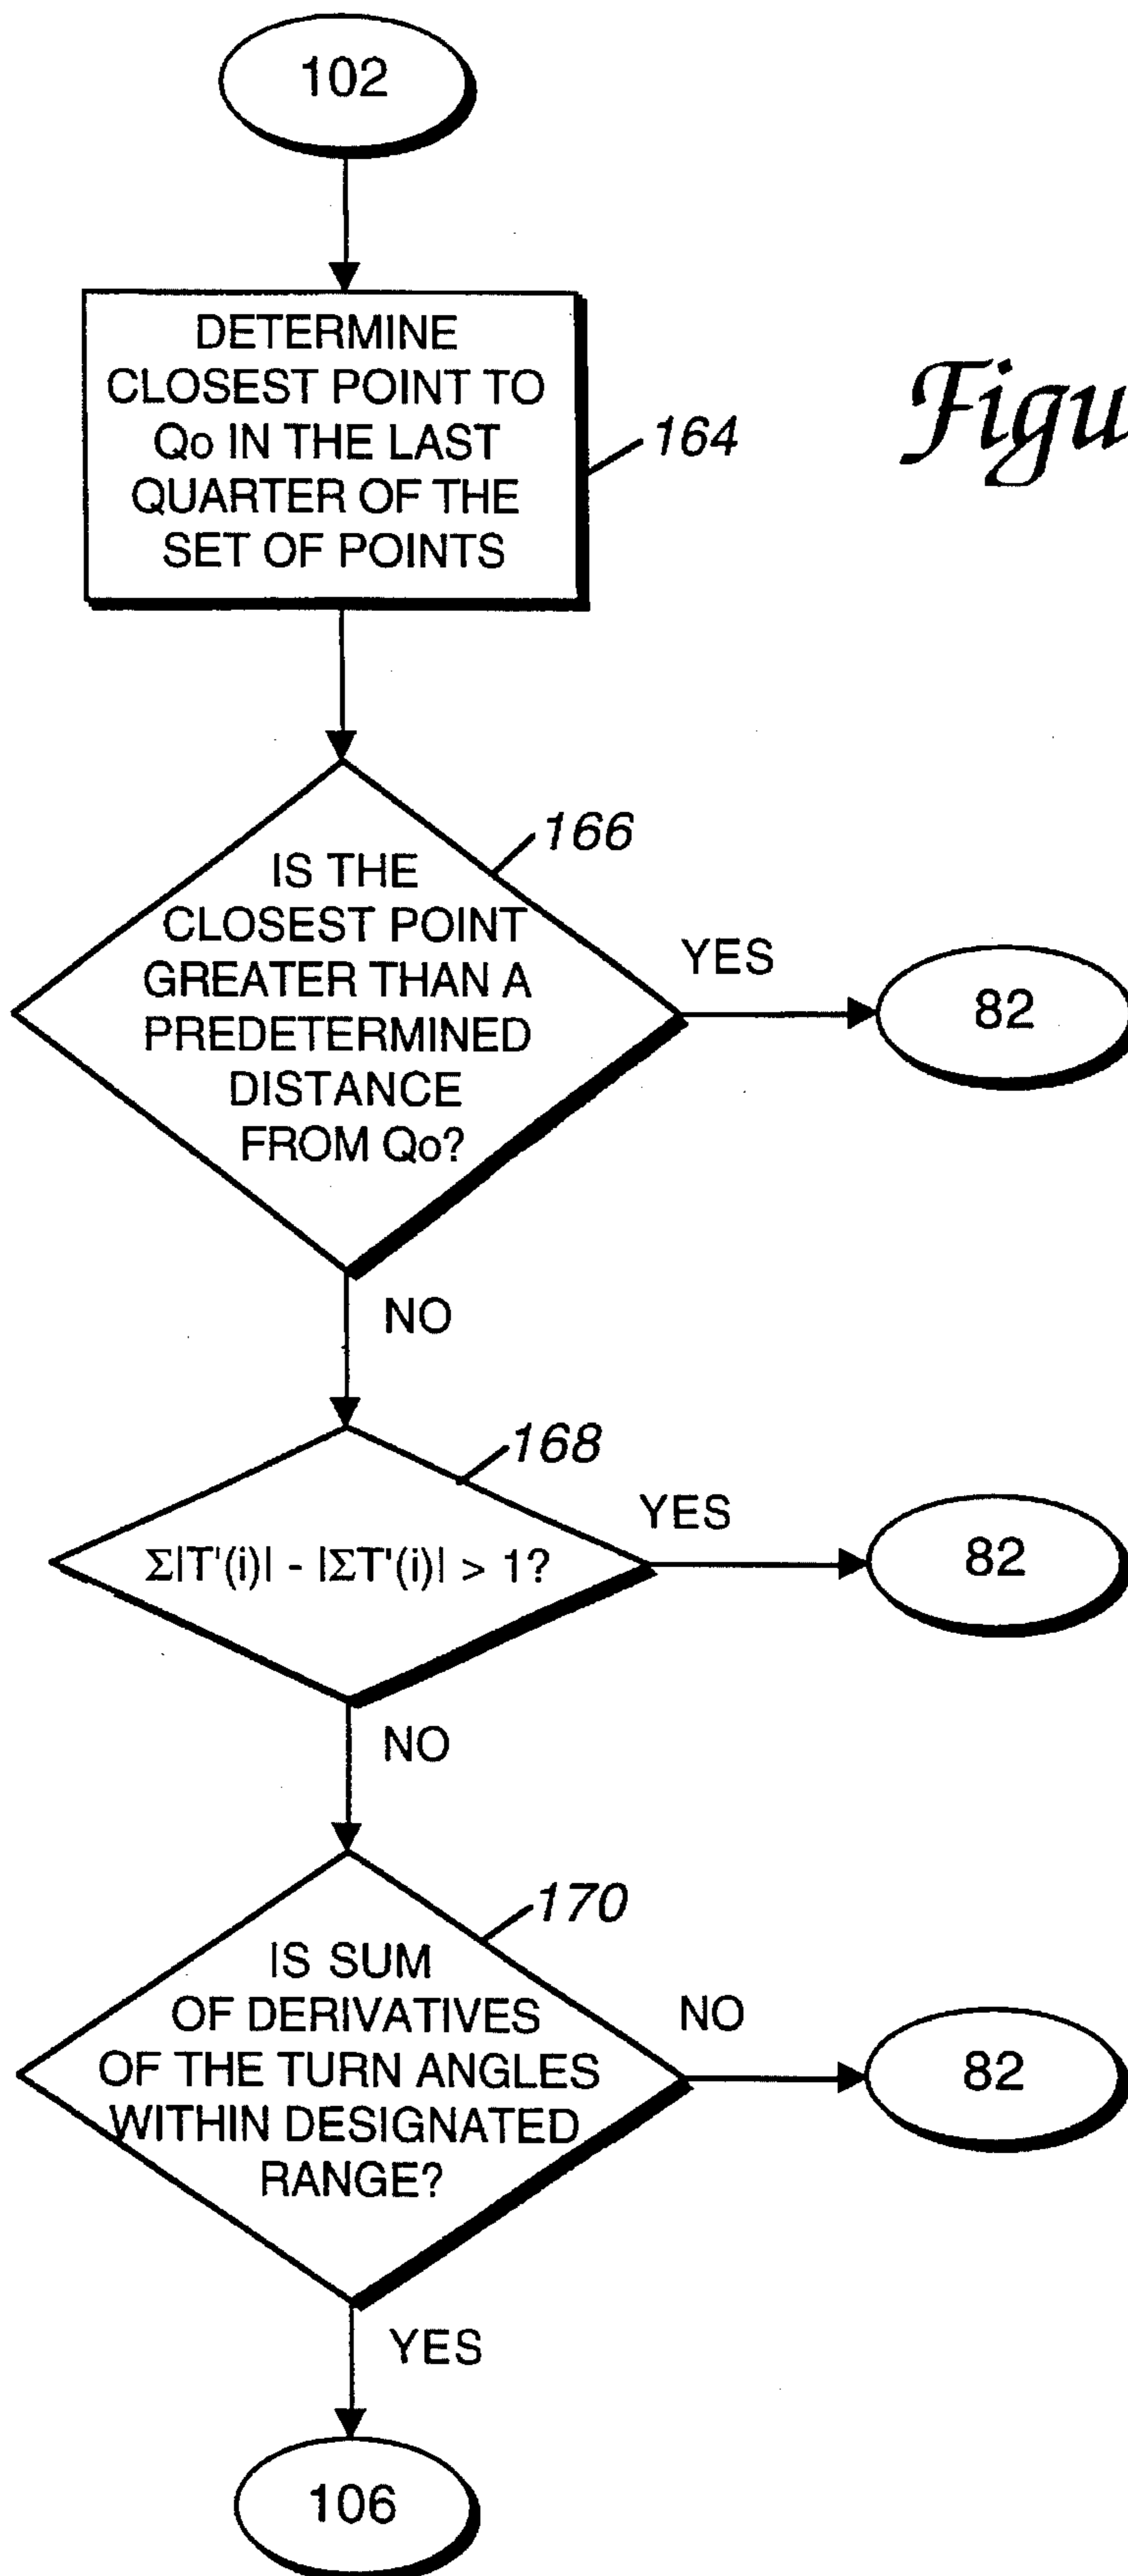 102
DETERMINE
CLOSEST POINT TO
Qo IN THE LAST
QUARTER OF THE
SET OF POINTS
164
Figu
IS THE
CLOSEST POINT
GREATER THAN A
PREDETERMINED
DISTANCE
FROM Qo?
166
YES
82
NO
Σ|T'(i)| - |ΣT'(i)| > 1?
168
YES
82
NO
IS SUM
OF DERIVATIVES
OF THE TURN ANGLES
WITHIN DESIGNATED
RANGE?
170
NO
82
YES
106